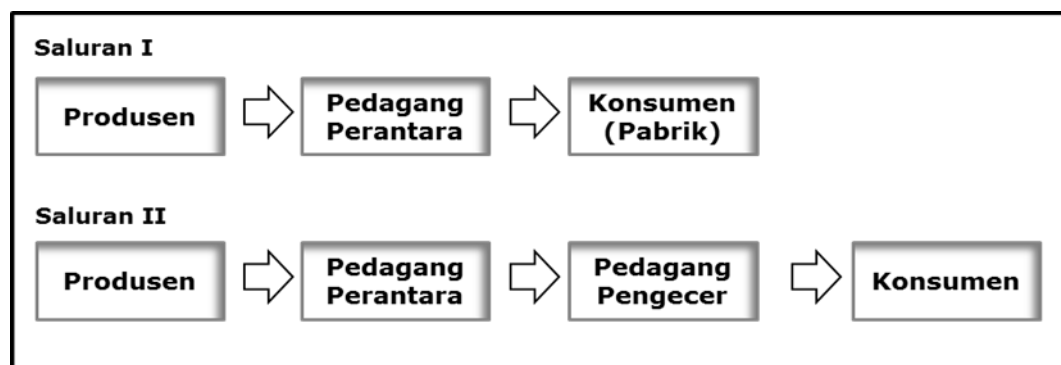 Saluran I
Produsen
Pedagang
Perantara
Konsumen
(Pabrik)
Saluran II
Produsen
Pedagang
Perantara
Pedagang
Pengecer
Konsumen